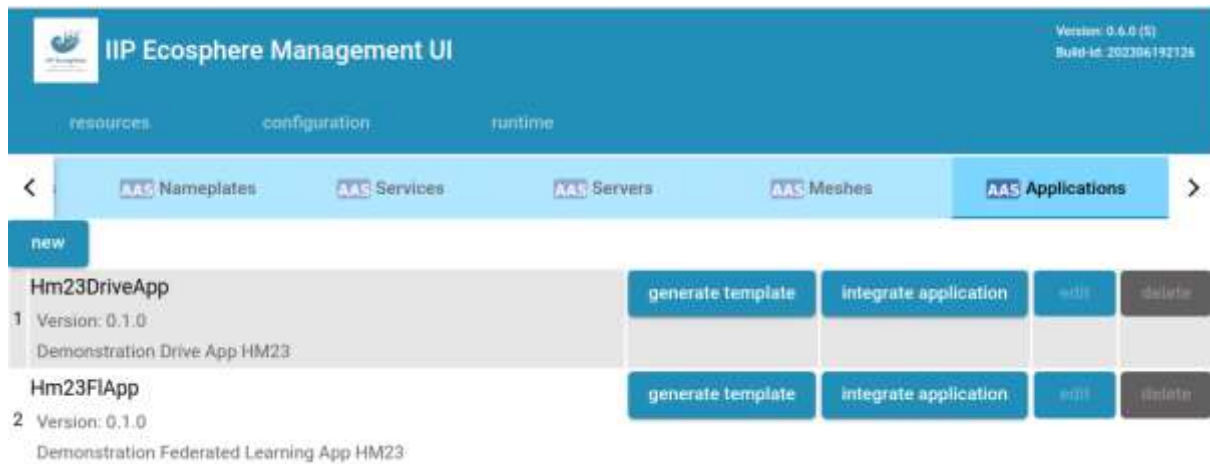 IIP Ecosphere Management UI
Version: 0.6.0 (S)
Build-Id: 202306192126
resources configuration runtime
AAS Nameplates AAS Services AAS Servers AAS Meshes AAS Applications
new
Hm23DriveApp generate template integrate application edit delete
1 Version: 0.1.0
Demonstration Drive App HM23
Hm23FlApp generate template integrate application edit delete
2 Version: 0.1.0
Demonstration Federated Learning App HM23